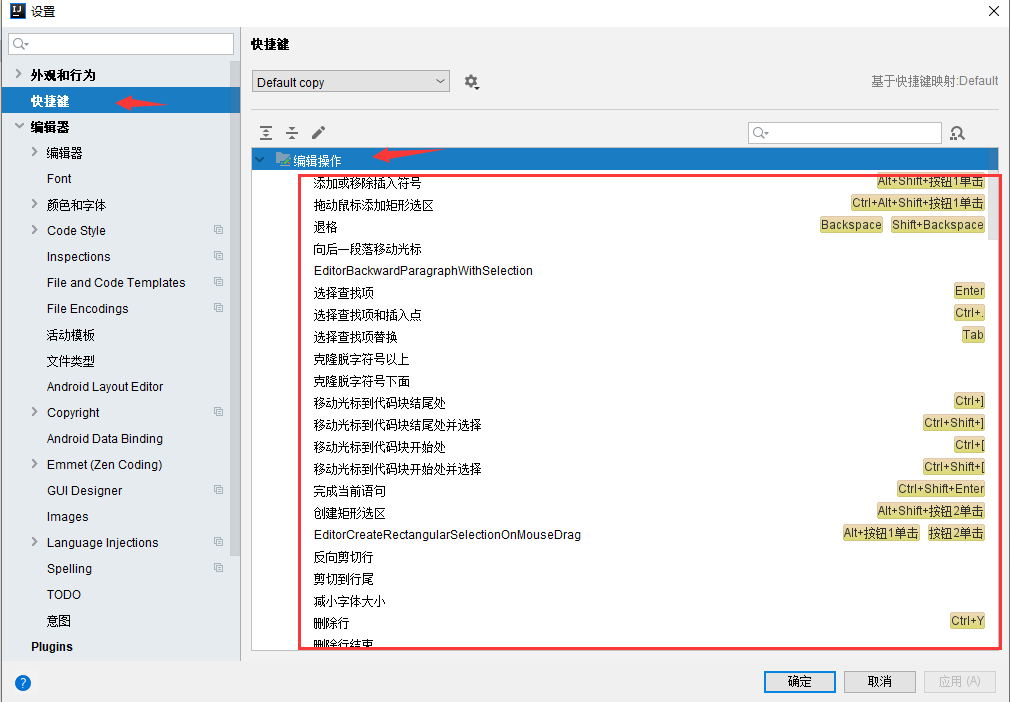 设置
快捷键
外观和行为
快捷键
编辑器
编辑器
Font
颜色和字体
Code Style
Inspections
File and Code Templates
File Encodings
活动模板
文件类型
Android Layout Editor
Copyright
Android Data Binding
Emmet (Zen Coding)
GUI Designer
Images
Language Injections
Spelling
TODO
意图
Plugins
Default copy
基于快捷键映射:Default
编辑操作
添加或移除插入符号 Alt+Shift+按钮1单击
拖动鼠标添加矩形选区 Ctrl+Alt+Shift+按钮1单击
退格 Backspace Shift+Backspace
向后一段落移动光标
EditorBackwardParagraphWithSelection
选择查找项 Enter
选择查找项和插入点 Ctrl+.
选择查找项替换 Tab
克隆脱字符号以上
克隆脱字符号下面
移动光标到代码块结尾处 Ctrl+]
移动光标到代码块结尾处并选择 Ctrl+Shift+]
移动光标到代码块开始处 Ctrl+[
移动光标到代码块开始处并选择 Ctrl+Shift+[
完成当前语句 Ctrl+Shift+Enter
创建矩形选区 Alt+Shift+按钮2单击
EditorCreateRectangularSelectionOnMouseDrag Alt+按钮1单击 按钮2单击
反向剪切行
剪切到行尾
减小字体大小
删除行 Ctrl+Y
删除行结束
确定 取消 应用 (A)